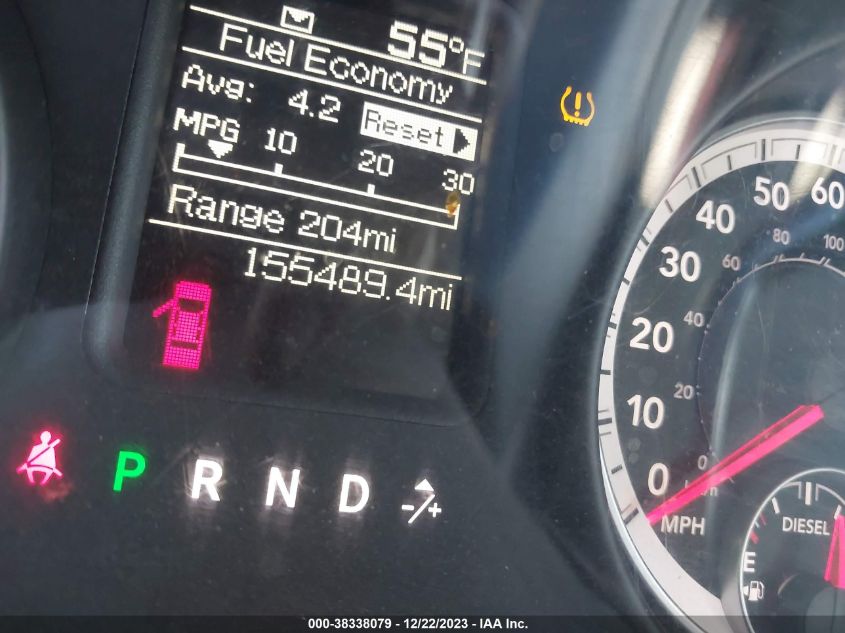 55°F
Fuel Economy
Avg: 4.2 Reset
MPG 10 20 30
Range 204mi
155489.4mi
P R N D -/+
0 10 20 30 40 50 60
0 20 40 60 80 100
MPH
DIESEL
E
000-38338079 - 12/22/2023 - IAA Inc.